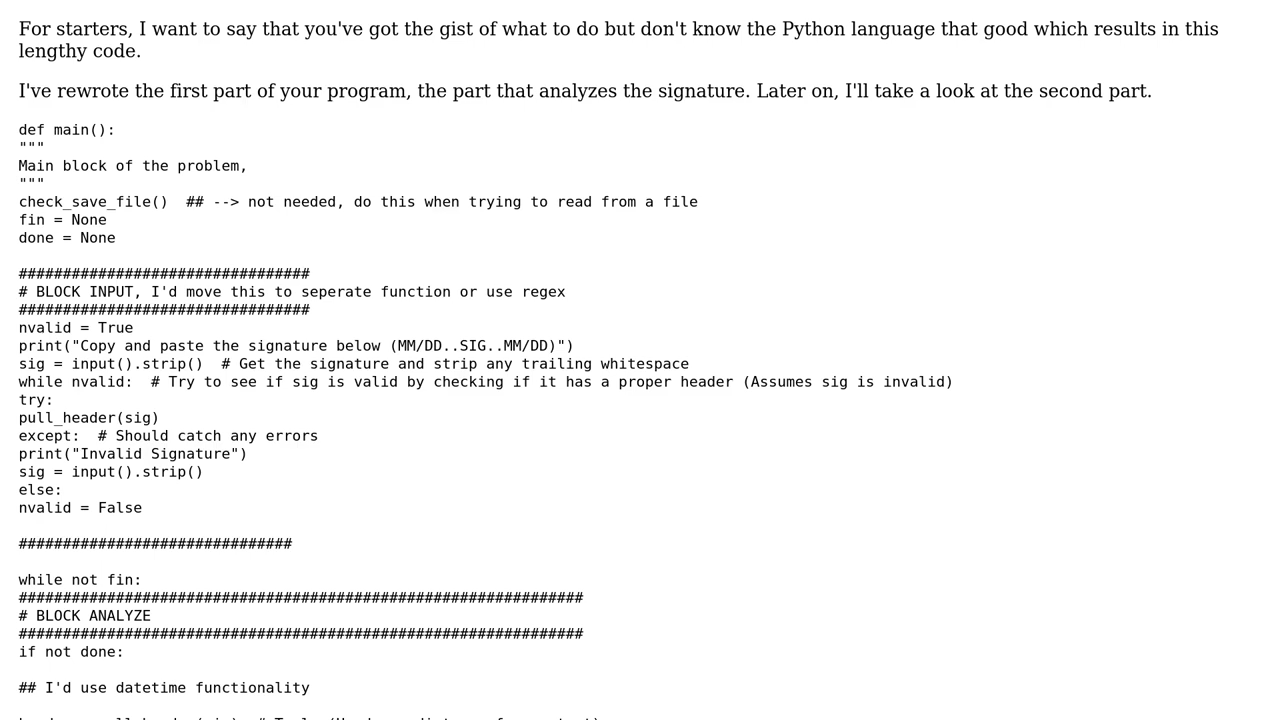 For starters, I want to say that you've got the gist of what to do but don't know the Python language that good which results in this
lengthy code.
I've rewrote the first part of your program, the part that analyzes the signature. Later on, I'll take a look at the second part.
def main():
"""
Main block of the problem,
"""
check_save_file()  ## --> not needed, do this when trying to read from a file
fin = None
done = None
#################################
# BLOCK INPUT, I'd move this to seperate function or use regex
#################################
nvalid = True
print("Copy and paste the signature below (MM/DD..SIG..MM/DD)")
sig = input().strip()  # Get the signature and strip any trailing whitespace
while nvalid:  # Try to see if sig is valid by checking if it has a proper header (Assumes sig is invalid)
try:
pull_header(sig)
except:  # Should catch any errors
print("Invalid Signature")
sig = input().strip()
else:
nvalid = False
###############################
while not fin:
################################################################
# BLOCK ANALYZE
################################################################
if not done:
## I'd use datetime functionality